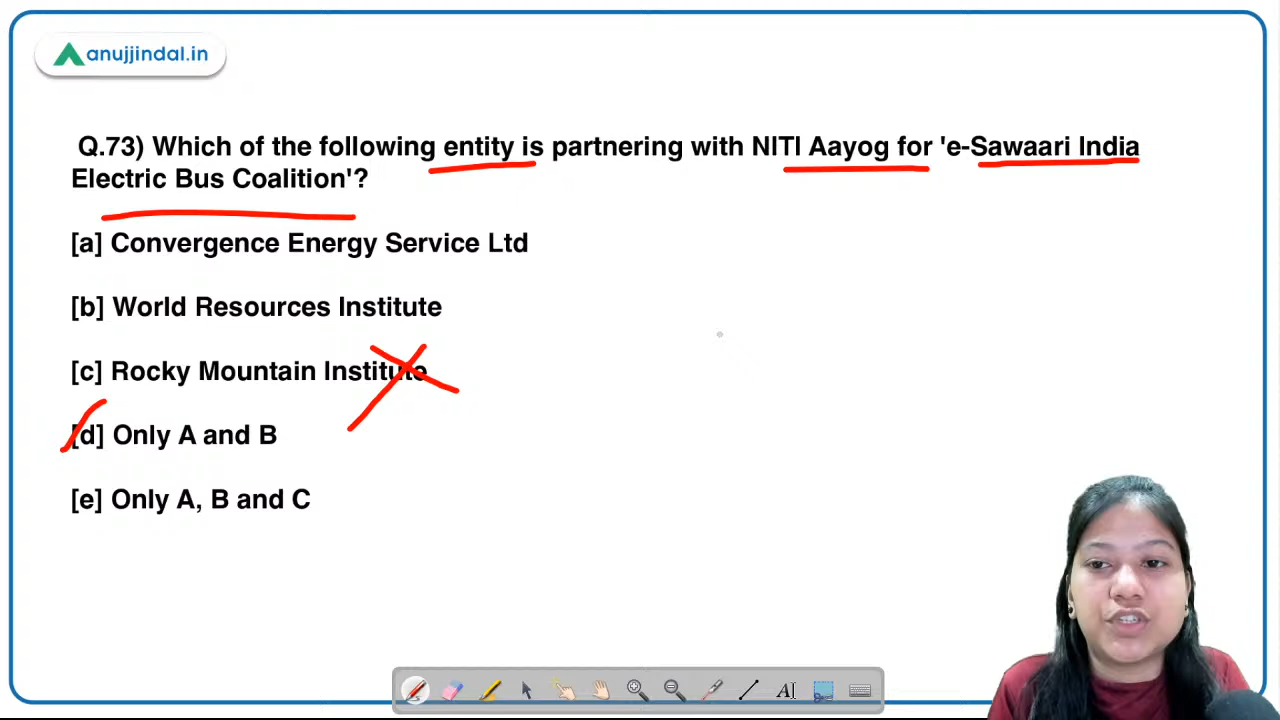 anujjindal.in
Q.73) Which of the following entity is partnering with NITI Aayog for 'e-Sawaari India
Electric Bus Coalition'?
[a] Convergence Energy Service Ltd
[b] World Resources Institute
[c] Rocky Mountain Institute
[d] Only A and B
[e] Only A, B and C
A